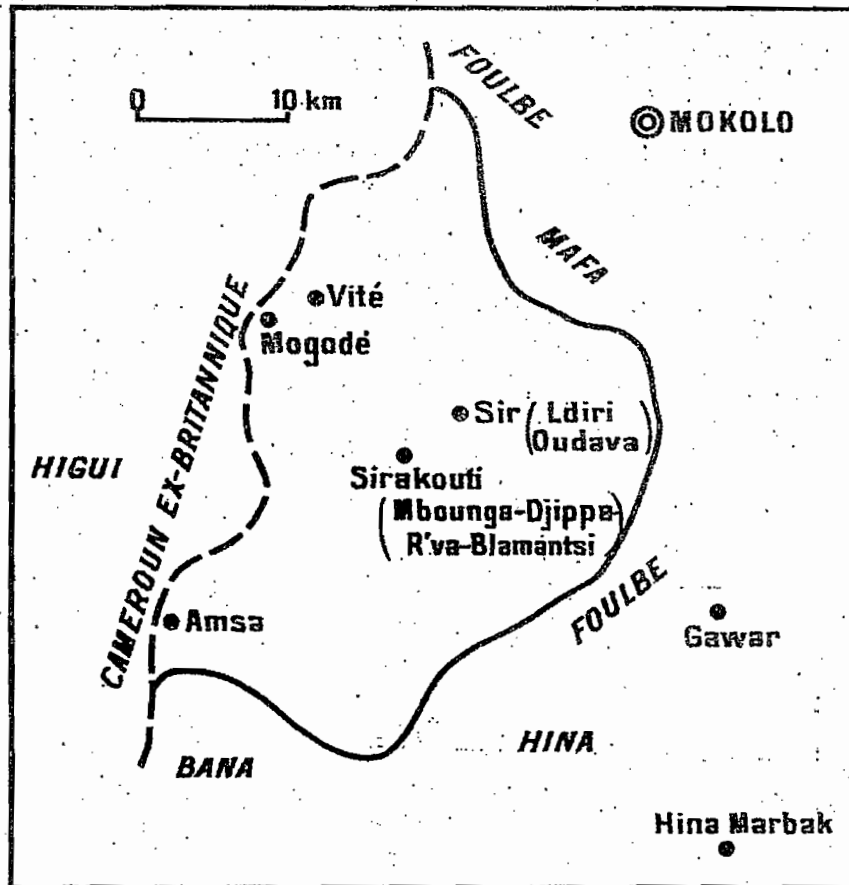 FOULBE
0 10 km
MOKOLO
MAFA
Vité
Mogodé
CAMEROUN EX-BRITANNIQUE
Sir (Ldiri
Oudava)
HIGUI
Sirakouti
(Mbounga-Djippa-
R'va-Blamantsi)
FOULBE
Amsa
Gawar
HINA
BANA
Hina Marbak